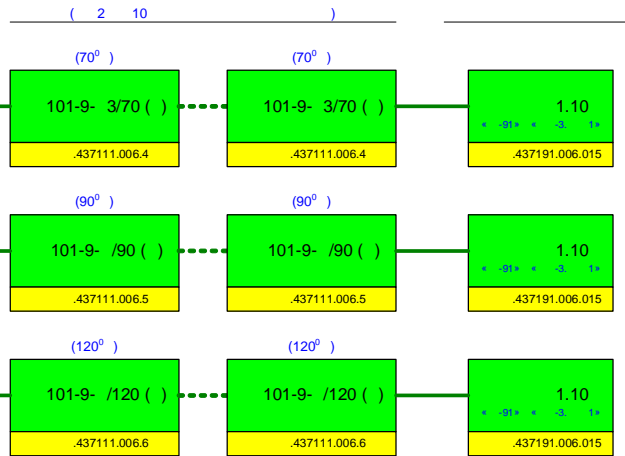 ( 2 10 )
(70⁰ ) (70⁰ )
101-9- 3/70 ( ) 101-9- 3/70 ( ) 1.10
« -91» « -3. 1»
.437111.006.4 .437111.006.4 .437191.006.015
(90⁰ ) (90⁰ )
101-9- /90 ( ) 101-9- /90 ( ) 1.10
« -91» « -3. 1»
.437111.006.5 .437111.006.5 .437191.006.015
(120⁰ ) (120⁰ )
101-9- /120 ( ) 101-9- /120 ( ) 1.10
« -91» « -3. 1»
.437111.006.6 .437111.006.6 .437191.006.015